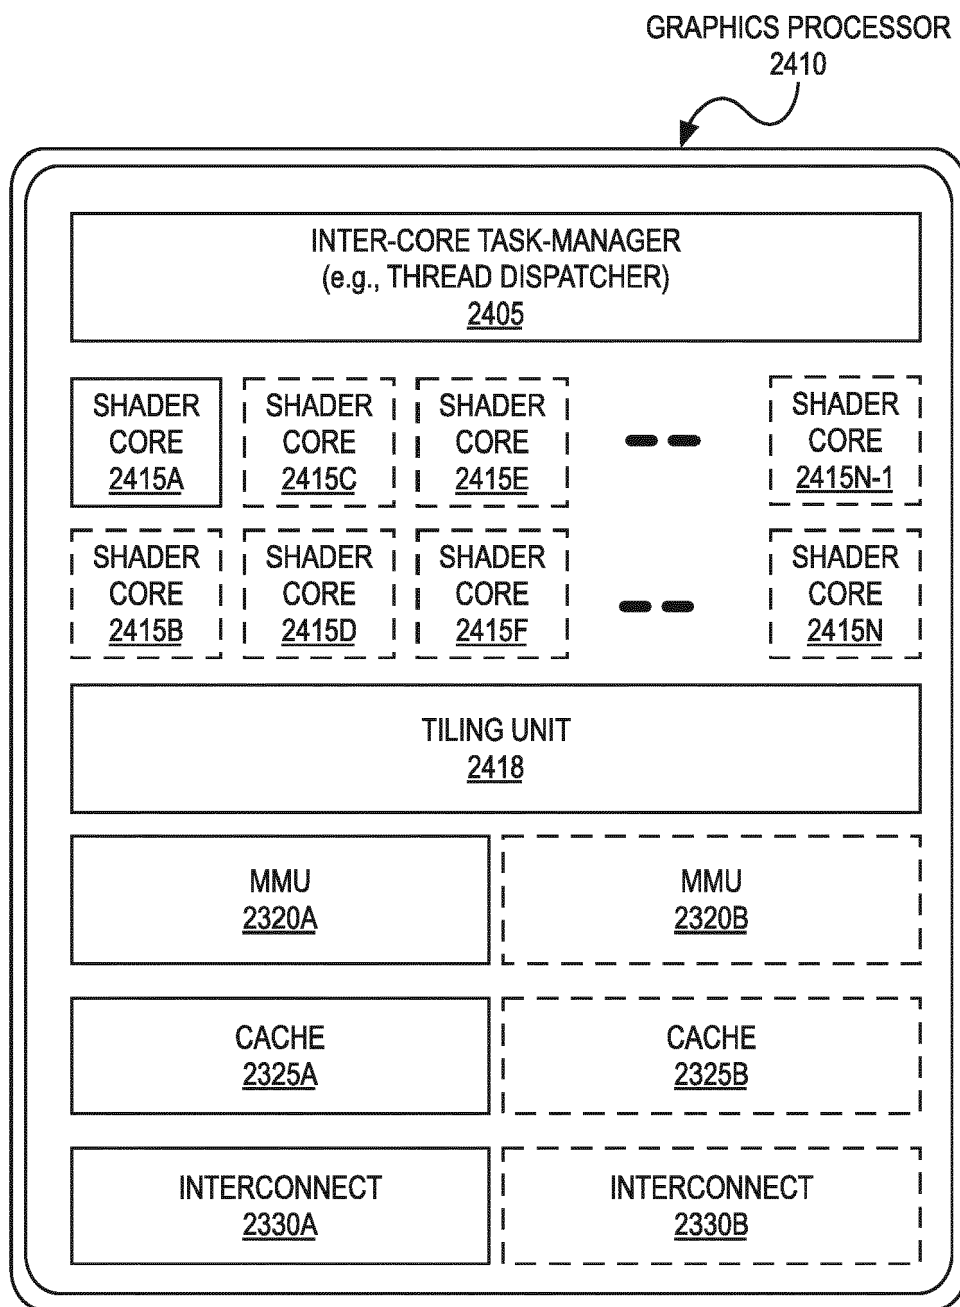 GRAPHICS PROCESSOR
2410
INTER-CORE TASK-MANAGER
(e.g., THREAD DISPATCHER)
2405
SHADER
CORE
2415A
SHADER
CORE
2415C
SHADER
CORE
2415E
SHADER
CORE
2415N-1
SHADER
CORE
2415B
SHADER
CORE
2415D
SHADER
CORE
2415F
SHADER
CORE
2415N
TILING UNIT
2418
MMU
2320A
MMU
2320B
CACHE
2325A
CACHE
2325B
INTERCONNECT
2330A
INTERCONNECT
2330B